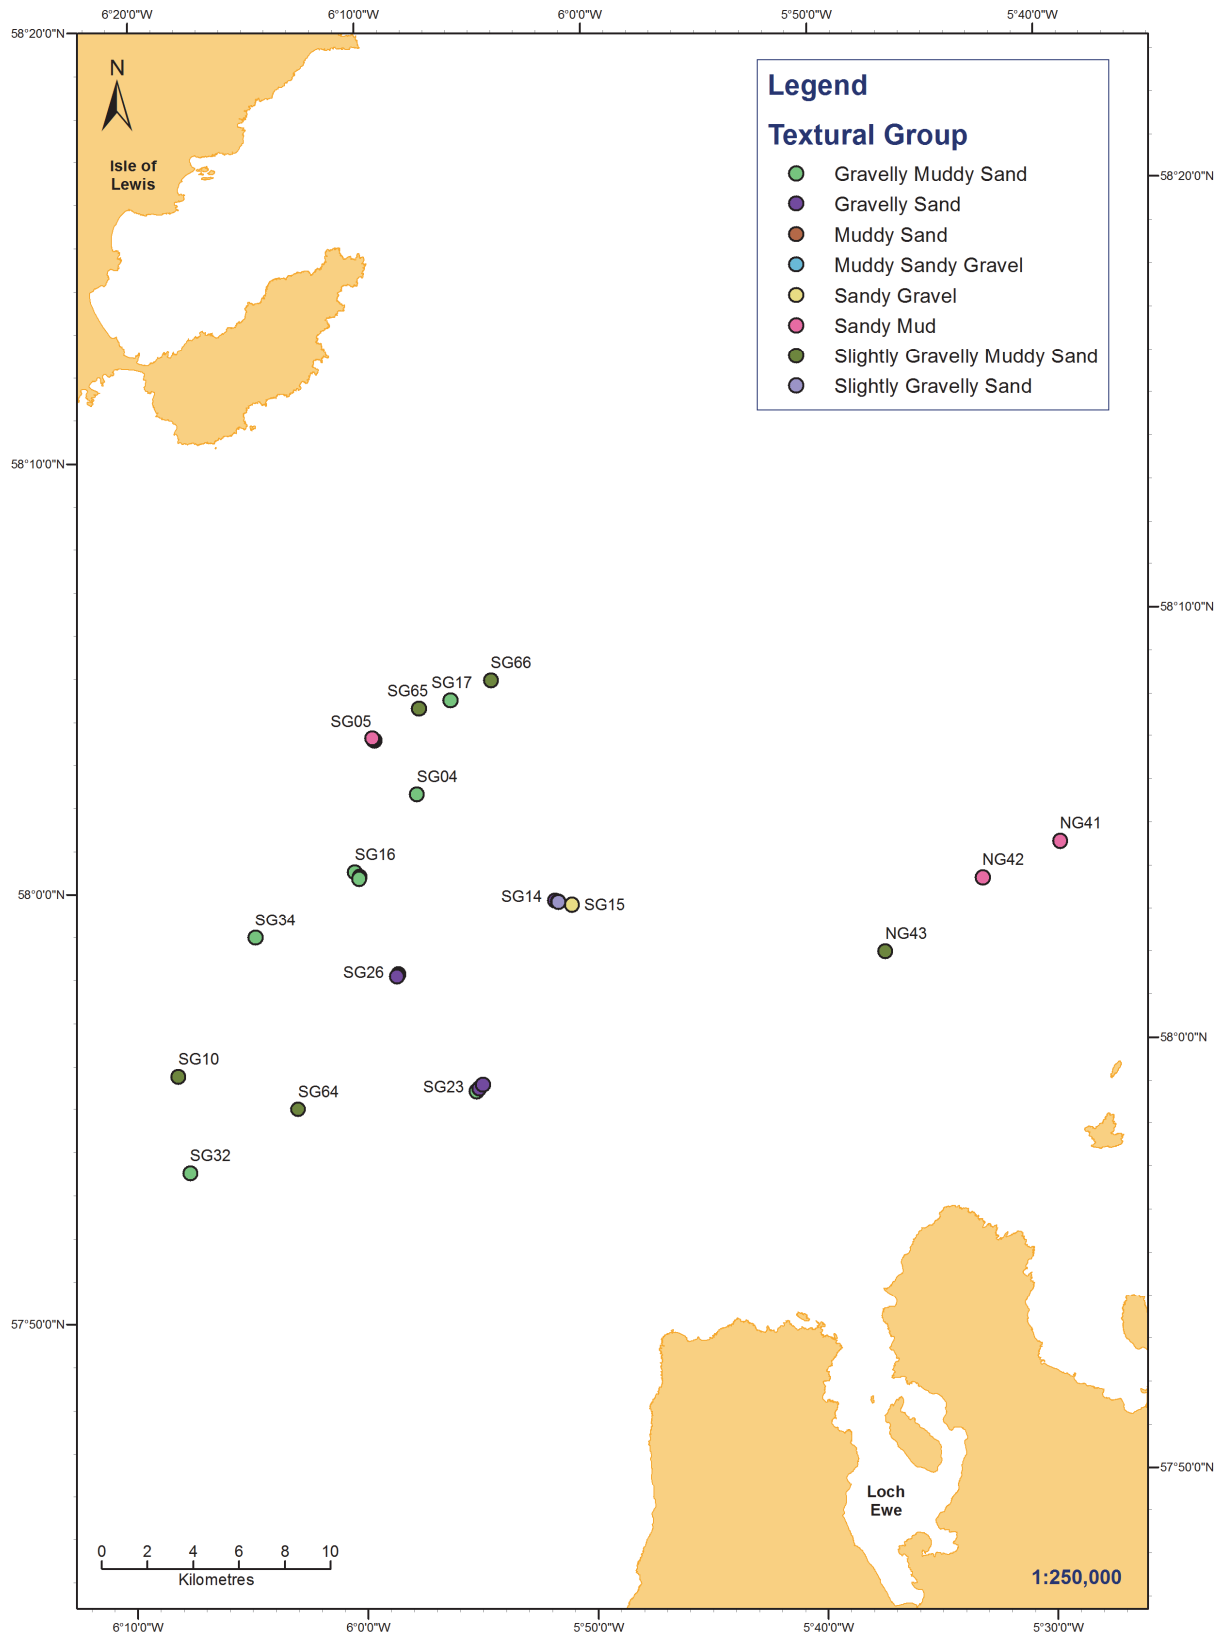 6°20'0"W
6°10'0"W
6°0'0"W
5°50'0"W
5°40'0"W
58°20'0"N
N
Isle of
Lewis
Legend
Textural Group
Gravelly Muddy Sand
Gravelly Sand
Muddy Sand
Muddy Sandy Gravel
Sandy Gravel
Sandy Mud
Slightly Gravelly Muddy Sand
Slightly Gravelly Sand
58°20'0"N
58°10'0"N
58°10'0"N
SG66
SG17
SG65
SG05
SG04
NG41
SG16
NG42
58°0'0"N
SG14
SG15
SG34
NG43
SG26
58°0'0"N
SG10
SG23
SG64
SG32
57°50'0"N
57°50'0"N
Loch
Ewe
0 2 4 6 8 10
Kilometres
1:250,000
6°10'0"W
6°0'0"W
5°50'0"W
5°40'0"W
5°30'0"W